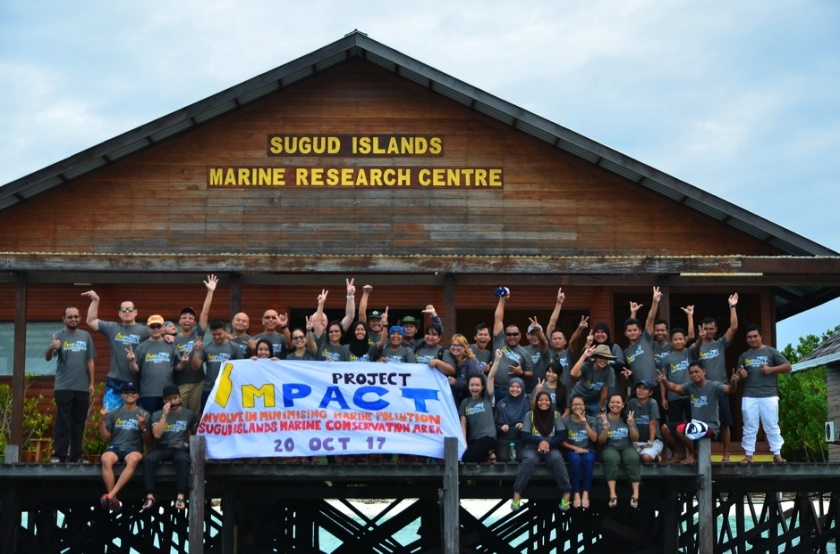 SUGUD ISLANDS
MARINE RESEARCH CENTRE
PROJECT
ImPACT
INVOLVE IN MINIMISING MARINE POLLUTION
SUGUD ISLANDS MARINE CONSERVATION AREA
20 OCT 17